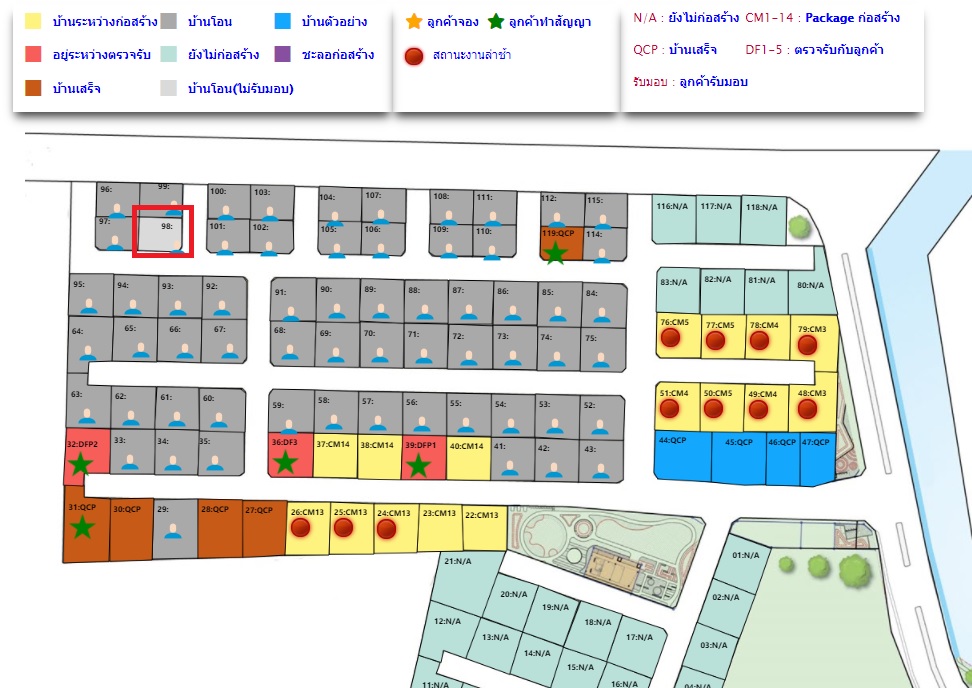 บ้านระหว่างก่อสร้าง บ้านโอน บ้านตัวอย่าง
อยู่ระหว่างตรวจรับ ยังไม่ก่อสร้าง ชะลอก่อสร้าง
บ้านเสร็จ บ้านโอน(ไม่รับมอบ)
ลูกค้าจอง ลูกค้าทำสัญญา
สถานะงานล่าช้า
N/A : ยังไม่ก่อสร้าง CM1-14 : Package ก่อสร้าง
QCP : บ้านเสร็จ DF1-5 : ตรวจรับกับลูกค้า
รับมอบ : ลูกค้ารับมอบ
96: 99: 100: 103: 104: 107: 108: 111: 112: 115: 116:N/A 117:N/A 118:N/A
97: 98: 101: 102: 105: 106: 109: 110: 119:QCP 114:
95: 94: 93: 92: 91: 90: 89: 88: 87: 86: 85: 84: 83:N/A 82:N/A 81:N/A 80:N/A
64: 65: 66: 67: 68: 69: 70: 71: 72: 73: 74: 75: 76:CM5 77:CM5 78:CM4 79:CM3
63: 62: 61: 60: 59: 58: 57: 56: 55: 54: 53: 52: 51:CM4 50:CM5 49:CM4 48:CM3
32:DFP2 33: 34: 35: 36:DF3 37:CM14 38:CM14 39:DFP1 40:CM14 41: 42: 43: 44:QCP 45:QCP 46:QCP 47:QCP
31:QCP 30:QCP 29: 28:QCP 27:QCP 26:CM13 25:CM13 24:CM13 23:CM13 22:CM13
21:N/A 20:N/A 19:N/A 18:N/A 17:N/A 01:N/A
12:N/A 13:N/A 14:N/A 15:N/A 16:N/A 02:N/A
11:N/A 03:N/A
04:N/A